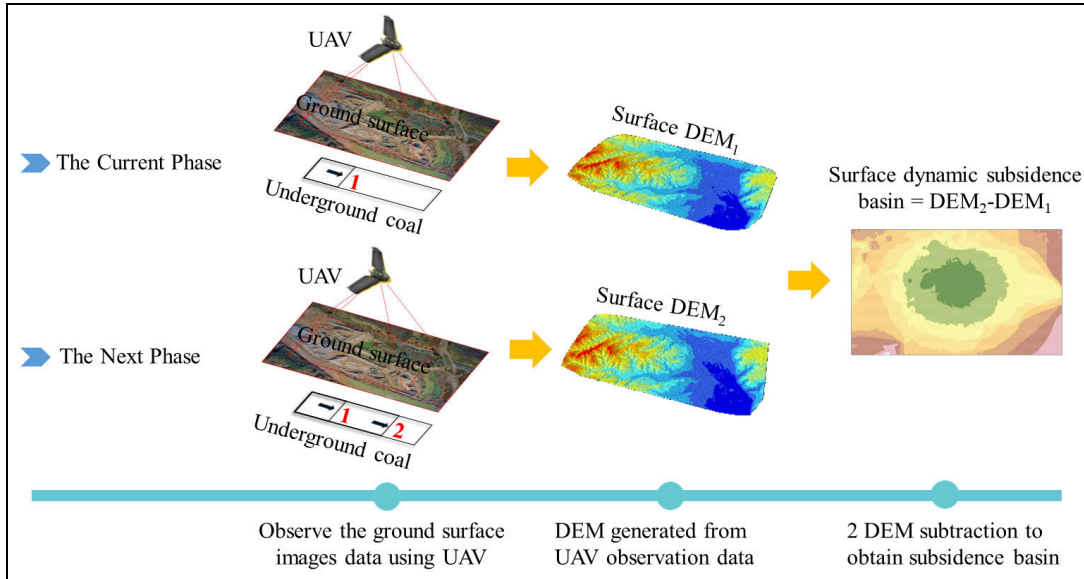 UAV
Ground surface
The Current Phase
1
Underground coal
Surface DEM₁
UAV
Ground surface
The Next Phase
1
2
Underground coal
Surface DEM₂
Surface dynamic subsidence
basin = DEM₂-DEM₁
Observe the ground surface
images data using UAV
DEM generated from
UAV observation data
2 DEM subtraction to
obtain subsidence basin